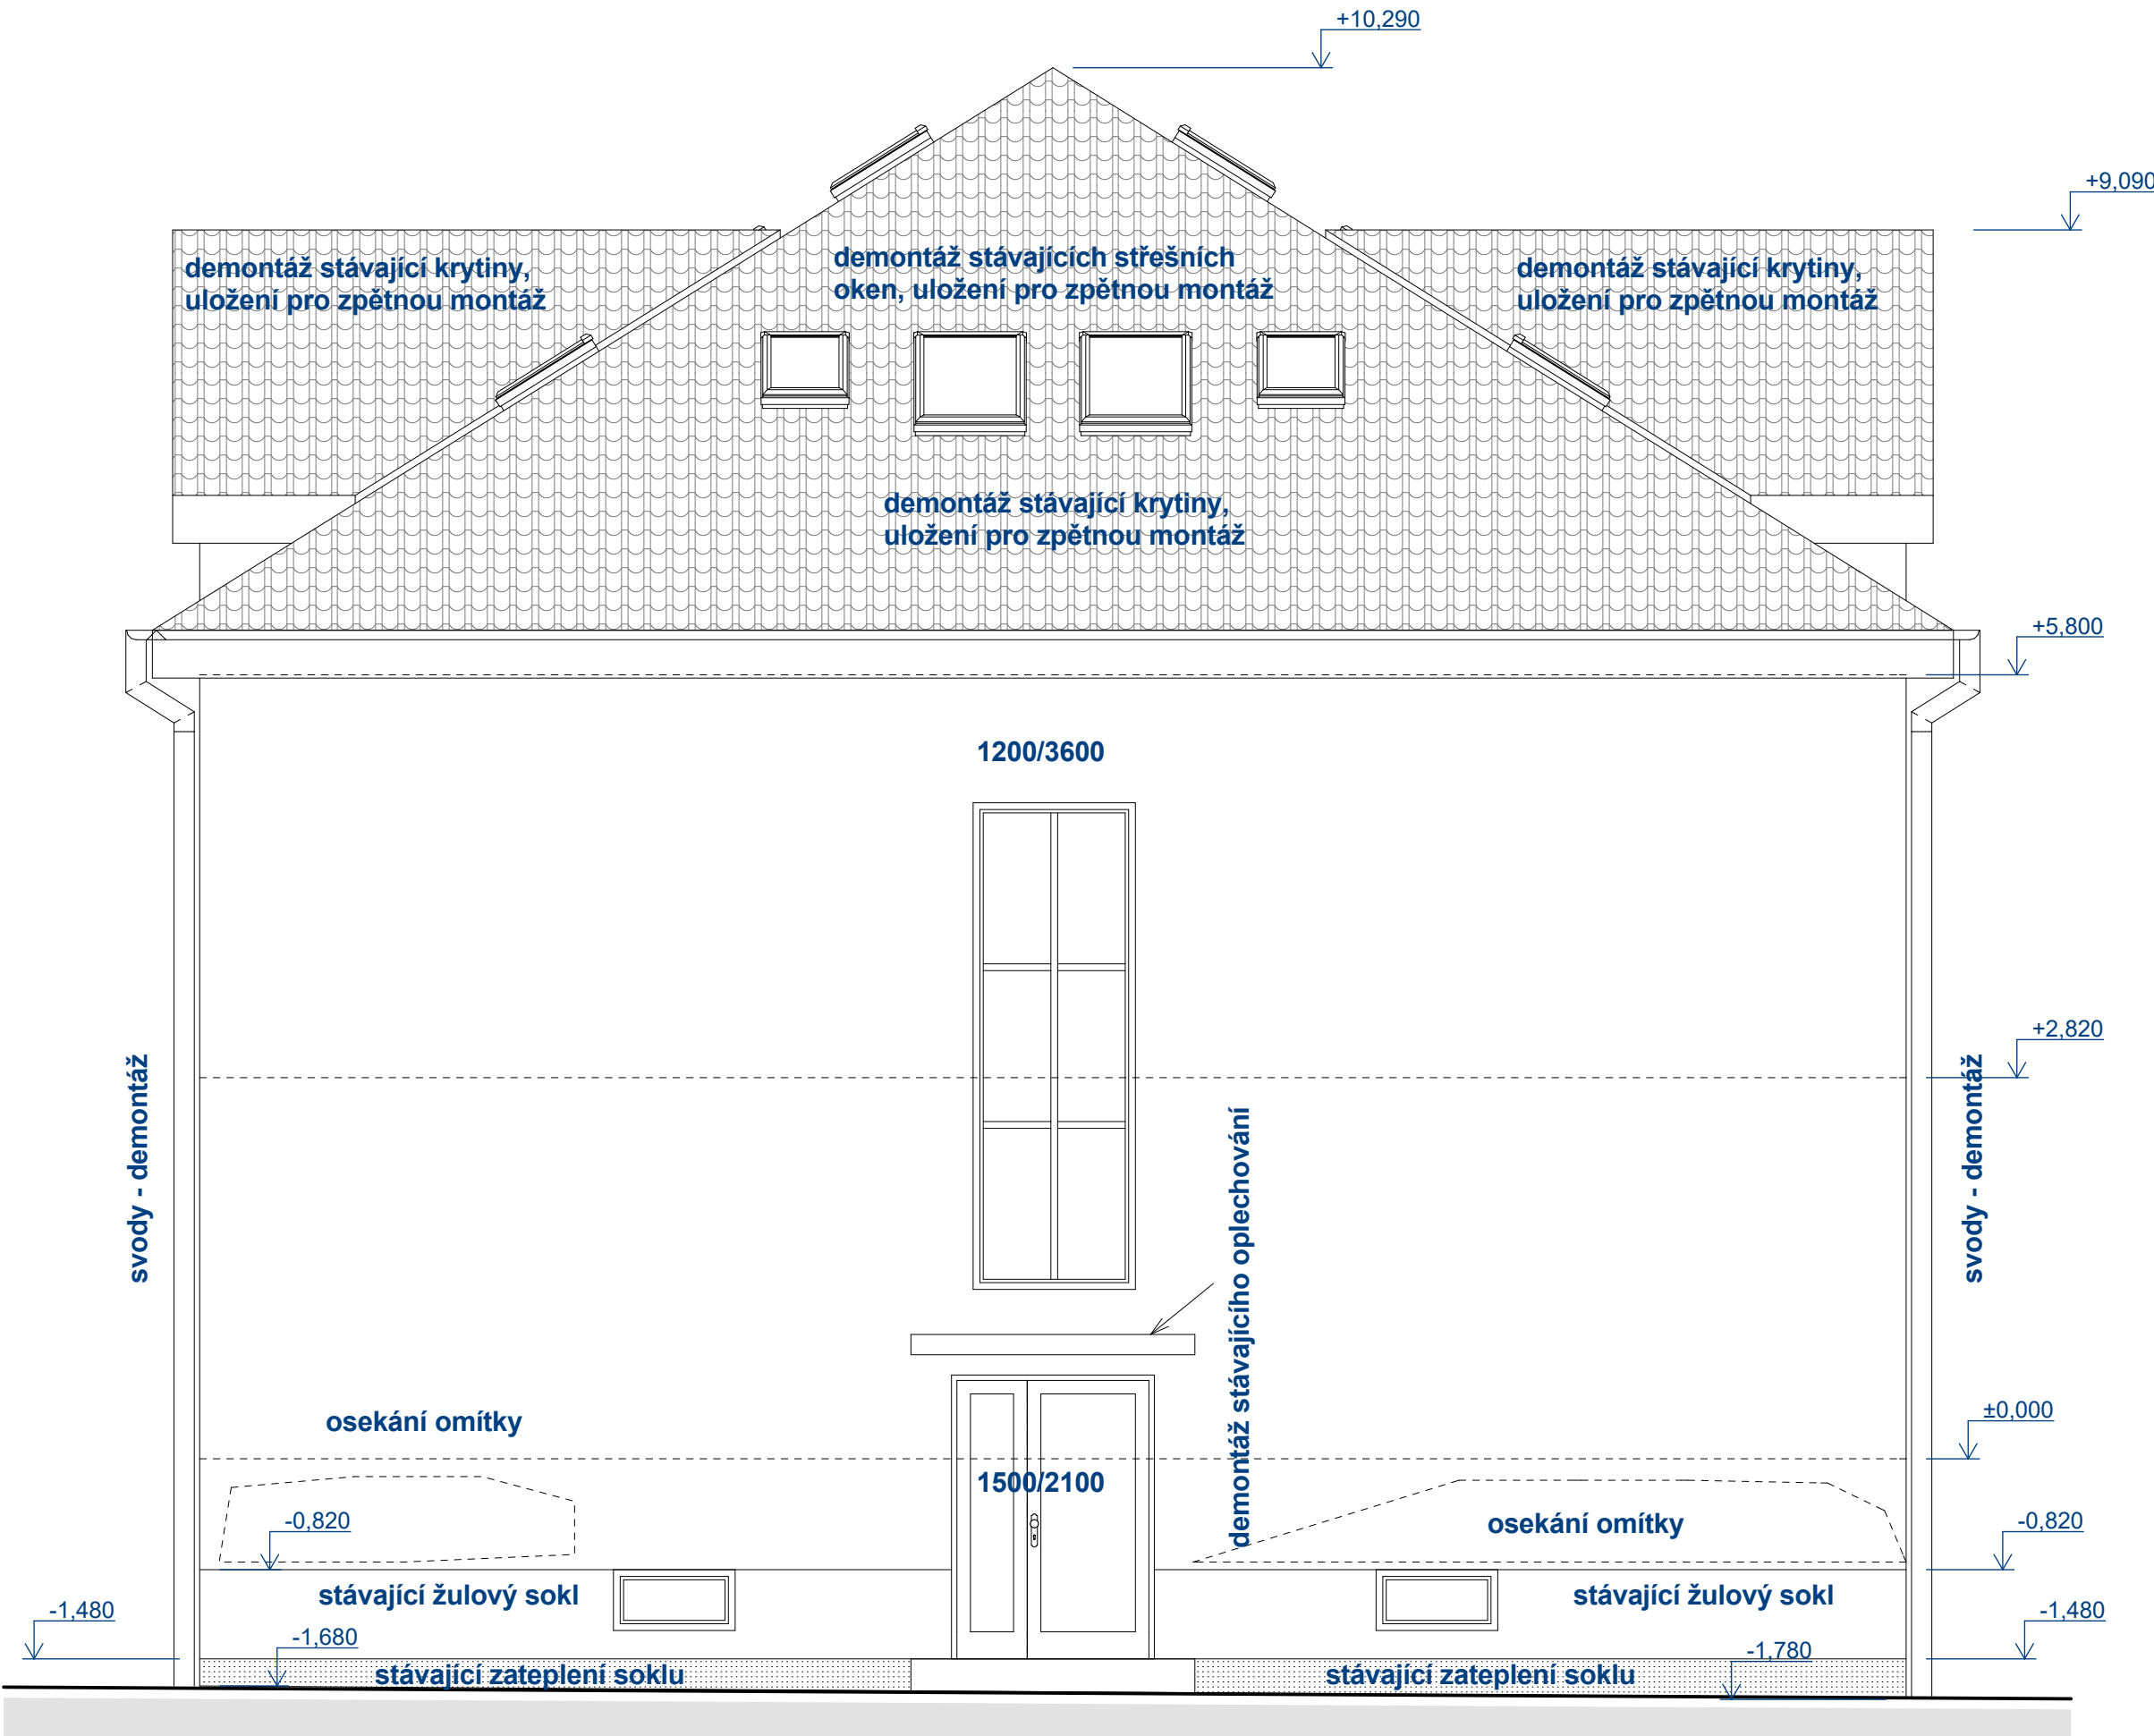 +10,290
+9,090
demontáž stávající krytiny,
uložení pro zpětnou montáž
demontáž stávajících střešních
oken, uložení pro zpětnou montáž
demontáž stávající krytiny,
uložení pro zpětnou montáž
demontáž stávající krytiny,
uložení pro zpětnou montáž
+5,800
1200/3600
+2,820
svody - demontáž
demontáž stávajícího oplechování
svody - demontáž
±0,000
osekání omítky
1500/2100
-0,820
osekání omítky
-0,820
stávající žulový sokl
stávající žulový sokl
-1,480
-1,480
-1,680
-1,780
stávající zateplení soklu
stávající zateplení soklu